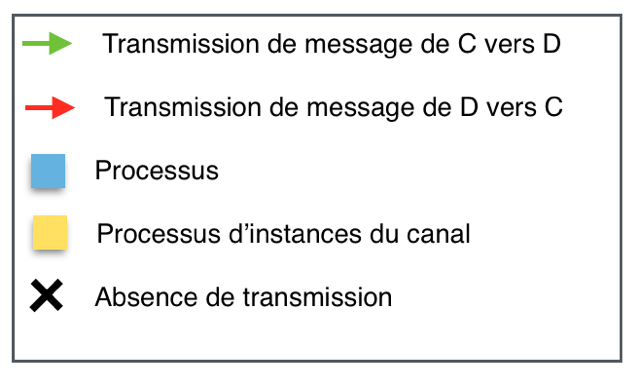 Transmission de message de C vers D
Transmission de message de D vers C
Processus
Processus d’instances du canal
Absence de transmission